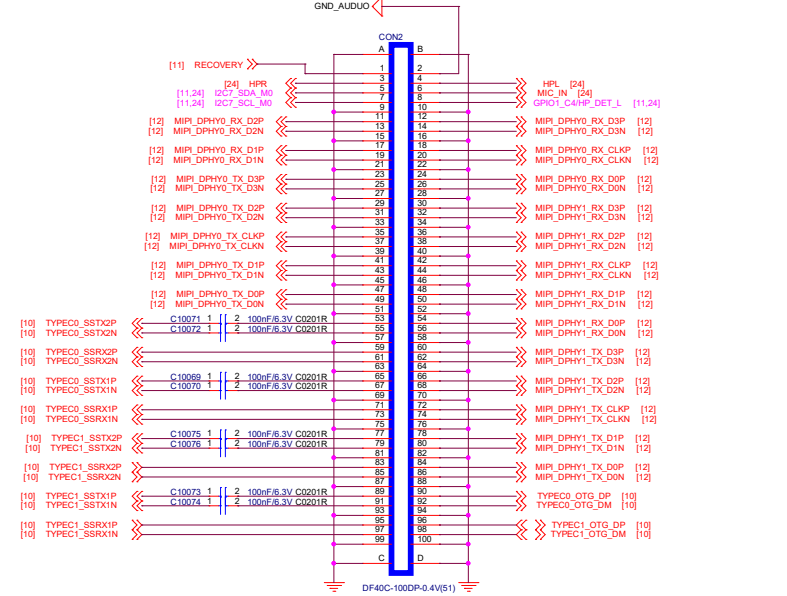 GND_AUDUO
CON2
A B
[11] RECOVERY 1 2
[24] HPR 3 4 HPL [24]
[11,24] I2C7_SDA_M0 5 6 MIC_IN [24]
[11,24] I2C7_SCL_M0 7 8 GPIO1_C4/HP_DET_L [11,24]
9 10
[12] MIPI_DPHY0_RX_D2P 11 12 MIPI_DPHY0_RX_D3P [12]
[12] MIPI_DPHY0_RX_D2N 13 14 MIPI_DPHY0_RX_D3N [12]
15 16
[12] MIPI_DPHY0_RX_D1P 17 18 MIPI_DPHY0_RX_CLKP [12]
[12] MIPI_DPHY0_RX_D1N 19 20 MIPI_DPHY0_RX_CLKN [12]
21 22
[12] MIPI_DPHY0_TX_D3P 23 24 MIPI_DPHY0_RX_D0P [12]
[12] MIPI_DPHY0_TX_D3N 25 26 MIPI_DPHY0_RX_D0N [12]
27 28
[12] MIPI_DPHY0_TX_D2P 29 30 MIPI_DPHY1_RX_D3P [12]
[12] MIPI_DPHY0_TX_D2N 31 32 MIPI_DPHY1_RX_D3N [12]
33 34
[12] MIPI_DPHY0_TX_CLKP 35 36 MIPI_DPHY1_RX_D2P [12]
[12] MIPI_DPHY0_TX_CLKN 37 38 MIPI_DPHY1_RX_D2N [12]
39 40
[12] MIPI_DPHY0_TX_D1P 41 42 MIPI_DPHY1_RX_CLKP [12]
[12] MIPI_DPHY0_TX_D1N 43 44 MIPI_DPHY1_RX_CLKN [12]
45 46
[12] MIPI_DPHY0_TX_D0P 47 48 MIPI_DPHY1_RX_D1P [12]
[12] MIPI_DPHY0_TX_D0N 49 50 MIPI_DPHY1_RX_D1N [12]
51 52
[10] TYPEC0_SSTX2P C10071 1 2 100nF/6.3V C0201R 53 54 MIPI_DPHY1_RX_D0P [12]
[10] TYPEC0_SSTX2N C10072 1 2 100nF/6.3V C0201R 55 56 MIPI_DPHY1_RX_D0N [12]
57 58
[10] TYPEC0_SSRX2P 59 60 MIPI_DPHY1_TX_D3P [12]
[10] TYPEC0_SSRX2N 61 62 MIPI_DPHY1_TX_D3N [12]
63 64
[10] TYPEC0_SSTX1P C10069 1 2 100nF/6.3V C0201R 65 66 MIPI_DPHY1_TX_D2P [12]
[10] TYPEC0_SSTX1N C10070 1 2 100nF/6.3V C0201R 67 68 MIPI_DPHY1_TX_D2N [12]
69 70
[10] TYPEC0_SSRX1P 71 72 MIPI_DPHY1_TX_CLKP [12]
[10] TYPEC0_SSRX1N 73 74 MIPI_DPHY1_TX_CLKN [12]
75 76
[10] TYPEC1_SSTX2P C10075 1 2 100nF/6.3V C0201R 77 78 MIPI_DPHY1_TX_D1P [12]
[10] TYPEC1_SSTX2N C10076 1 2 100nF/6.3V C0201R 79 80 MIPI_DPHY1_TX_D1N [12]
81 82
[10] TYPEC1_SSRX2P 83 84 MIPI_DPHY1_TX_D0P [12]
[10] TYPEC1_SSRX2N 85 86 MIPI_DPHY1_TX_D0N [12]
87 88
[10] TYPEC1_SSTX1P C10073 1 2 100nF/6.3V C0201R 89 90 TYPEC0_OTG_DP [10]
[10] TYPEC1_SSTX1N C10074 1 2 100nF/6.3V C0201R 91 92 TYPEC0_OTG_DM [10]
93 94
[10] TYPEC1_SSRX1P 95 96 TYPEC1_OTG_DP [10]
[10] TYPEC1_SSRX1N 97 98 TYPEC1_OTG_DM [10]
99 100
C D
DF40C-100DP-0.4V(51)